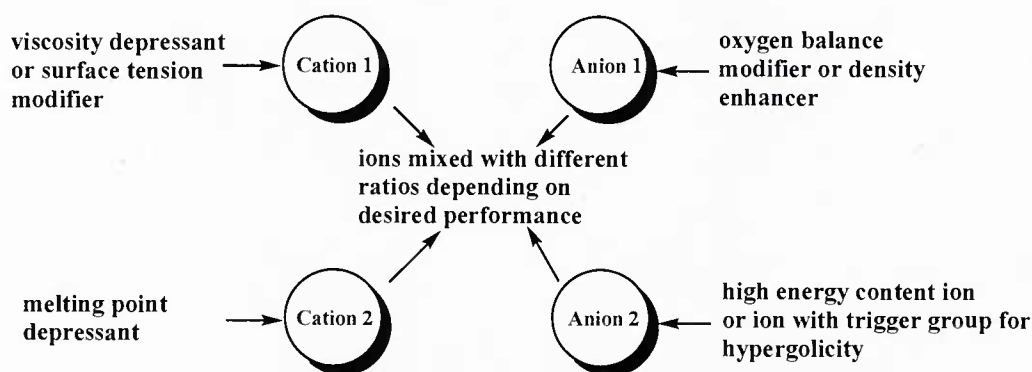 viscosity depressant
or surface tension
modifier
Cation 1
Anion 1
oxygen balance
modifier or density
enhancer
ions mixed with different
ratios depending on
desired performance
melting point
depressant
Cation 2
Anion 2
high energy content ion
or ion with trigger group for
hypergolicity